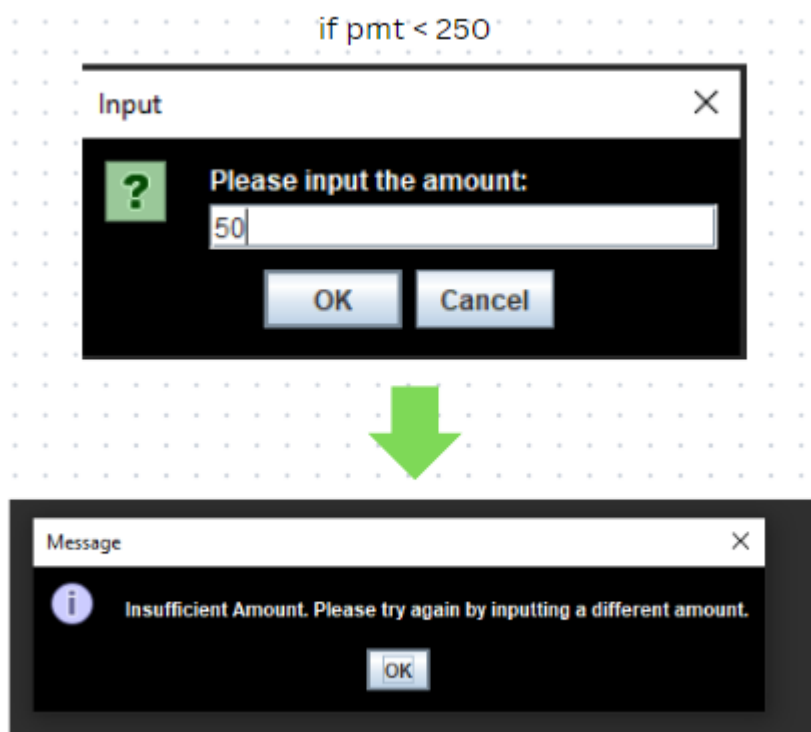 if pmt < 250
Input
?
Please input the amount:
50
OK Cancel
Message
i
Insufficient Amount. Please try again by inputting a different amount.
OK